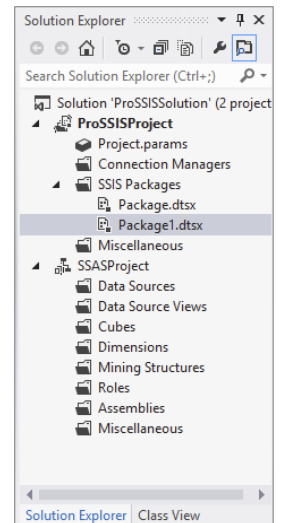 Solution Explorer
Search Solution Explorer (Ctrl+;)
Solution 'ProSSISSolution' (2 project
ProSSISProject
Project.params
Connection Managers
SSIS Packages
Package.dtsx
Package1.dtsx
Miscellaneous
SSASProject
Data Sources
Data Source Views
Cubes
Dimensions
Mining Structures
Roles
Assemblies
Miscellaneous
Solution Explorer Class View